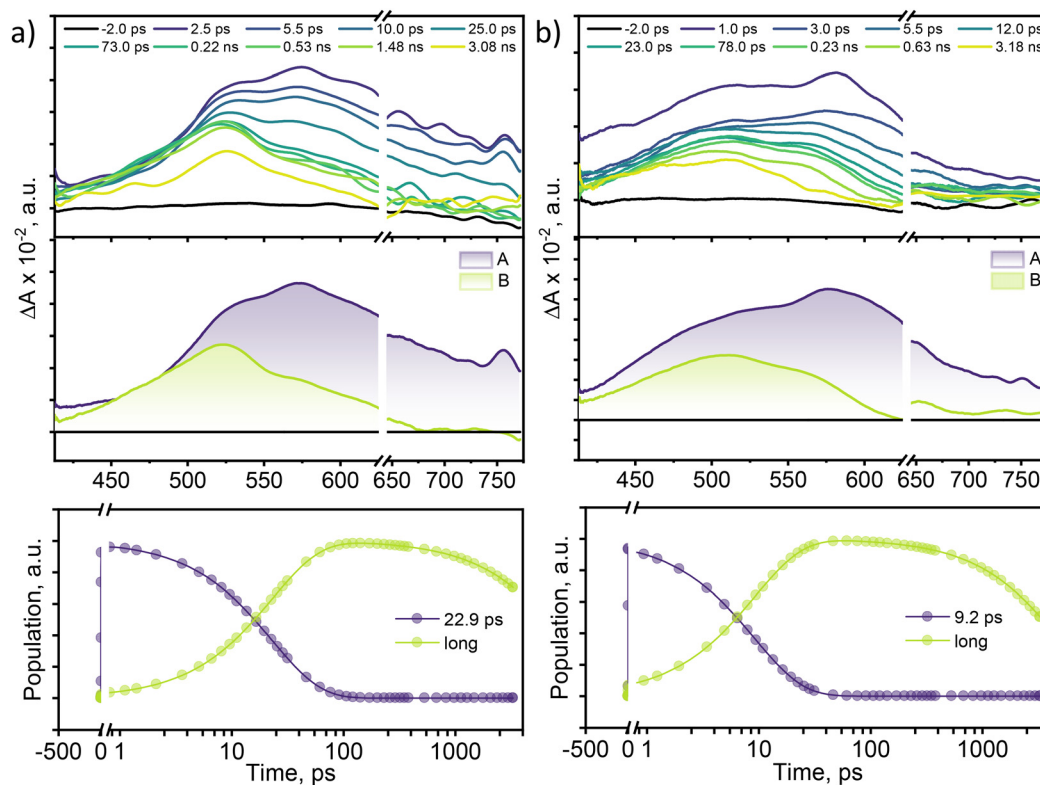 a)
-2.0 ps 2.5 ps 5.5 ps 10.0 ps 25.0 ps
73.0 ps 0.22 ns 0.53 ns 1.48 ns 3.08 ns
A
B
450 500 550 600 650 700 750
ΔA x 10⁻², a.u.
22.9 ps
long
Population, a.u.
-500 0 1 10 100 1000
Time, ps
b)
-2.0 ps 1.0 ps 3.0 ps 5.5 ps 12.0 ps
23.0 ps 78.0 ps 0.23 ns 0.63 ns 3.18 ns
A
B
450 500 550 600 650 700 750
ΔA x 10⁻², a.u.
9.2 ps
long
Population, a.u.
-500 0 1 10 100 1000
Time, ps